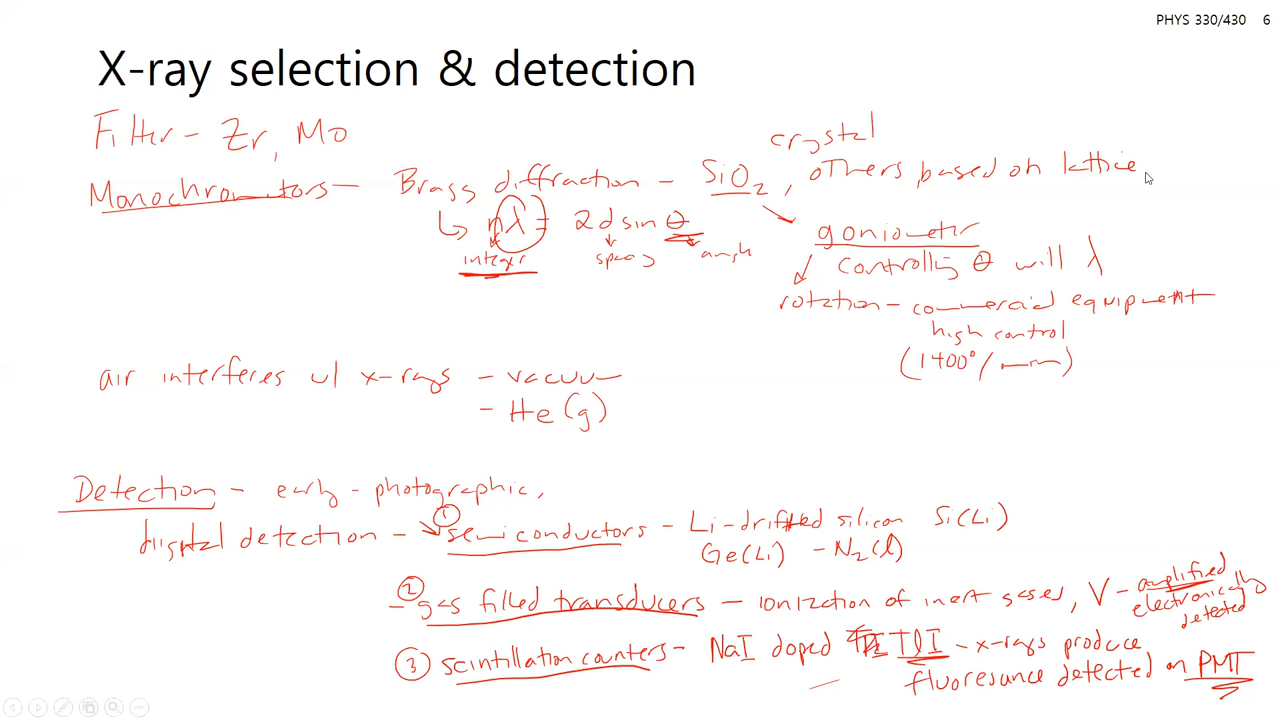 PHYS 330/430 6
X-ray selection & detection
Filter - Zr, Mo
crystal
Monochromators - Bragg diffraction - SiO2, others, based on lattice
nλ = 2d sin θ
integer spacing angle
goniometer
controlling θ will λ
rotation - commercial equipment
high control
(1400°/min)
air interferes w/ x-rays - vacuum
- He(g)
Detection - early - photographic,
digital detection - ① semiconductors - Li-drifted silicon Si(Li)
Ge(Li) - N2(l)
② - gas filled transducers - ionization of inert gases, V - amplified
electronically
detected
③ scintillation counters - NaI doped TlI - x-rays produce
fluoresance detected on PMT